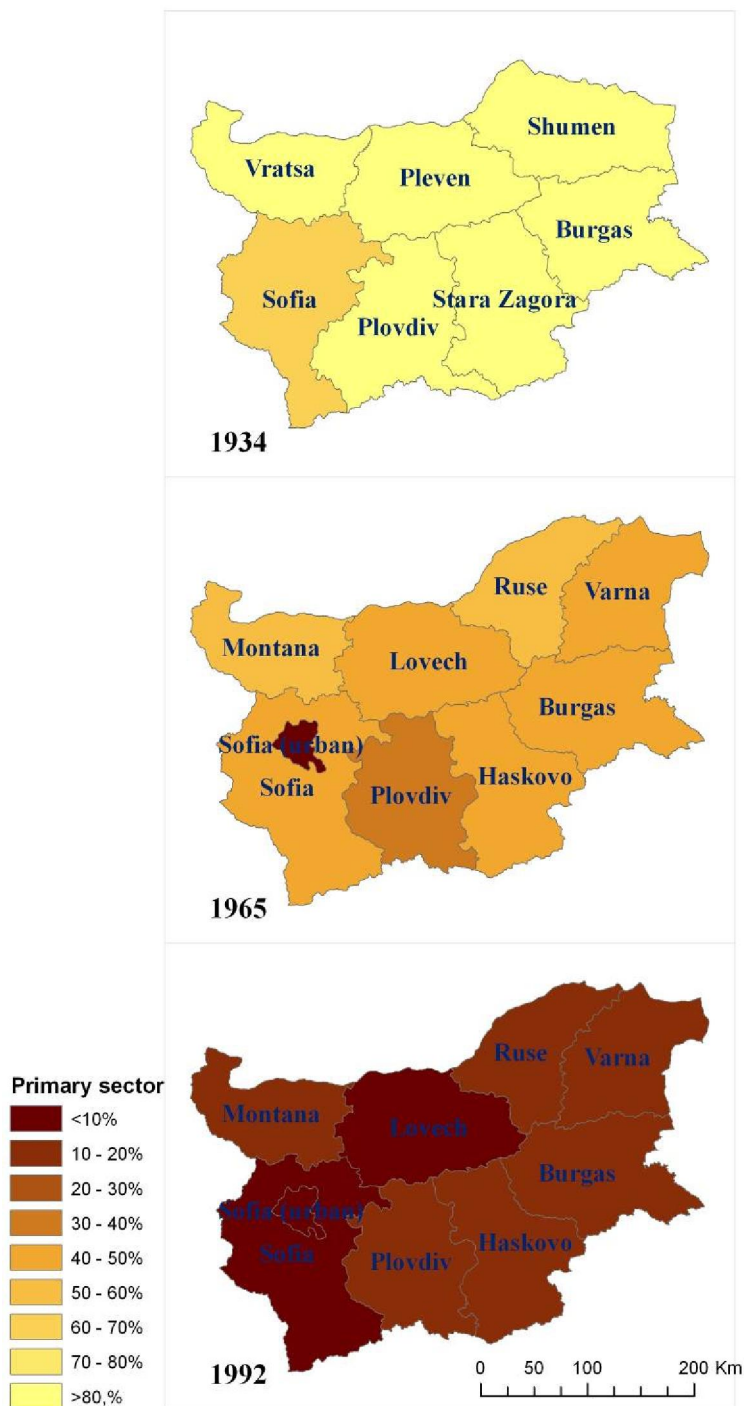 Shumen
Vratsa
Pleven
Burgas
Sofia
Stara Zagora
Plovdiv
1934
Ruse
Varna
Montana
Lovech
Burgas
Sofia (urban)
Haskovo
Sofia
Plovdiv
1965
Ruse
Varna
Montana
Lovech
Burgas
Sofia (urban)
Haskovo
Sofia
Plovdiv
1992
Primary sector
<10%
10 - 20%
20 - 30%
30 - 40%
40 - 50%
50 - 60%
60 - 70%
70 - 80%
>80,%
0 50 100 200 Km